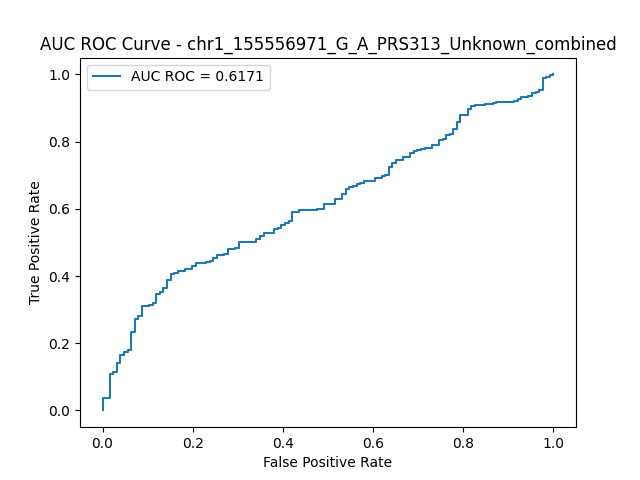 AUC ROC Curve - chr1_155556971_G_A_PRS313_Unknown_combined
AUC ROC = 0.6171
1.0
0.8
0.6
0.4
0.2
0.0
True Positive Rate
0.0 0.2 0.4 0.6 0.8 1.0
False Positive Rate